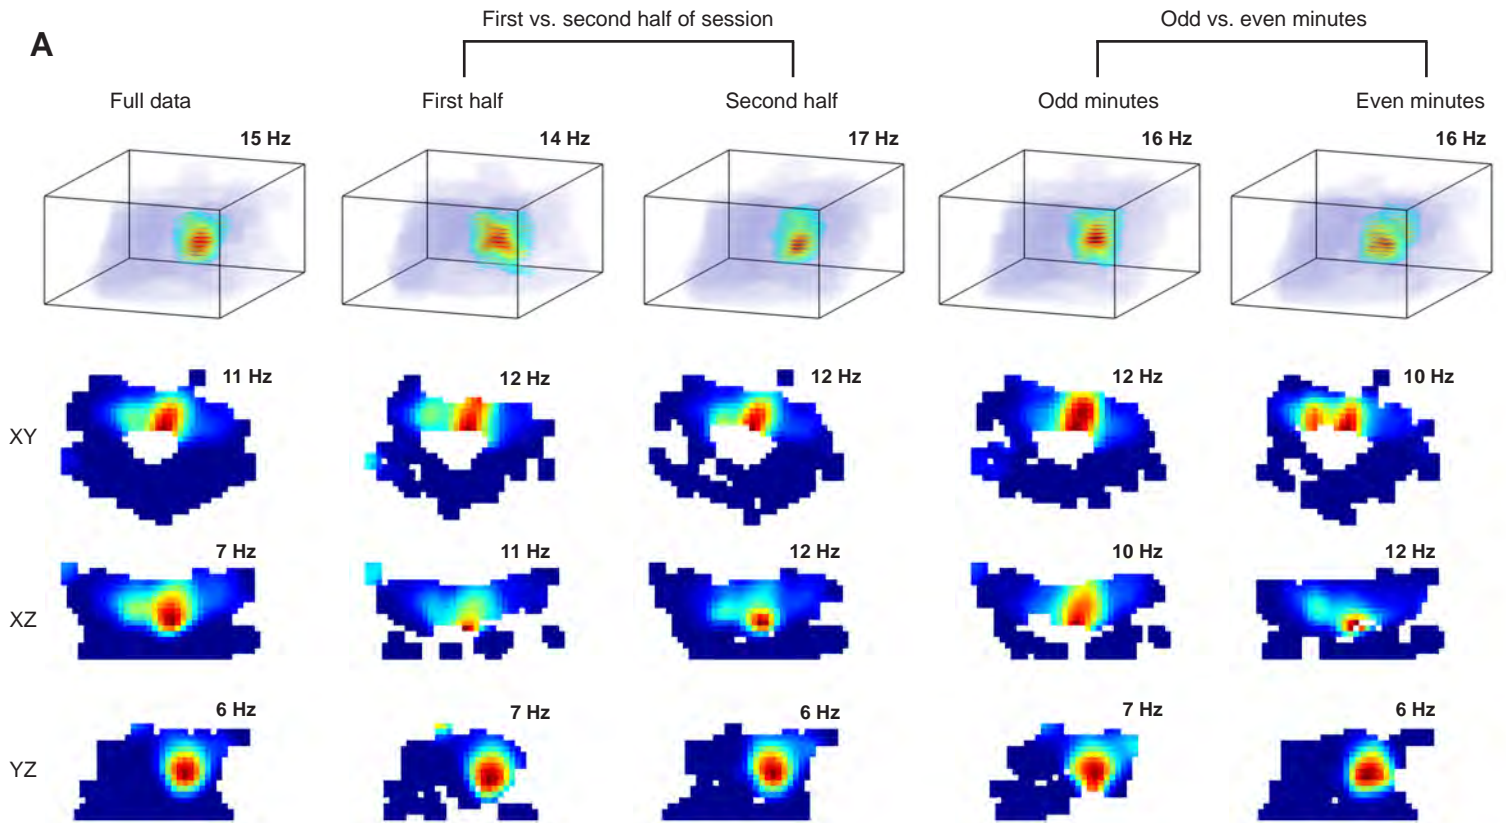 First vs. second half of session
Odd vs. even minutes
A
Full data
First half
Second half
Odd minutes
Even minutes
15 Hz
14 Hz
17 Hz
16 Hz
16 Hz
11 Hz
12 Hz
12 Hz
12 Hz
10 Hz
XY
7 Hz
11 Hz
12 Hz
10 Hz
12 Hz
XZ
6 Hz
7 Hz
6 Hz
7 Hz
6 Hz
YZ